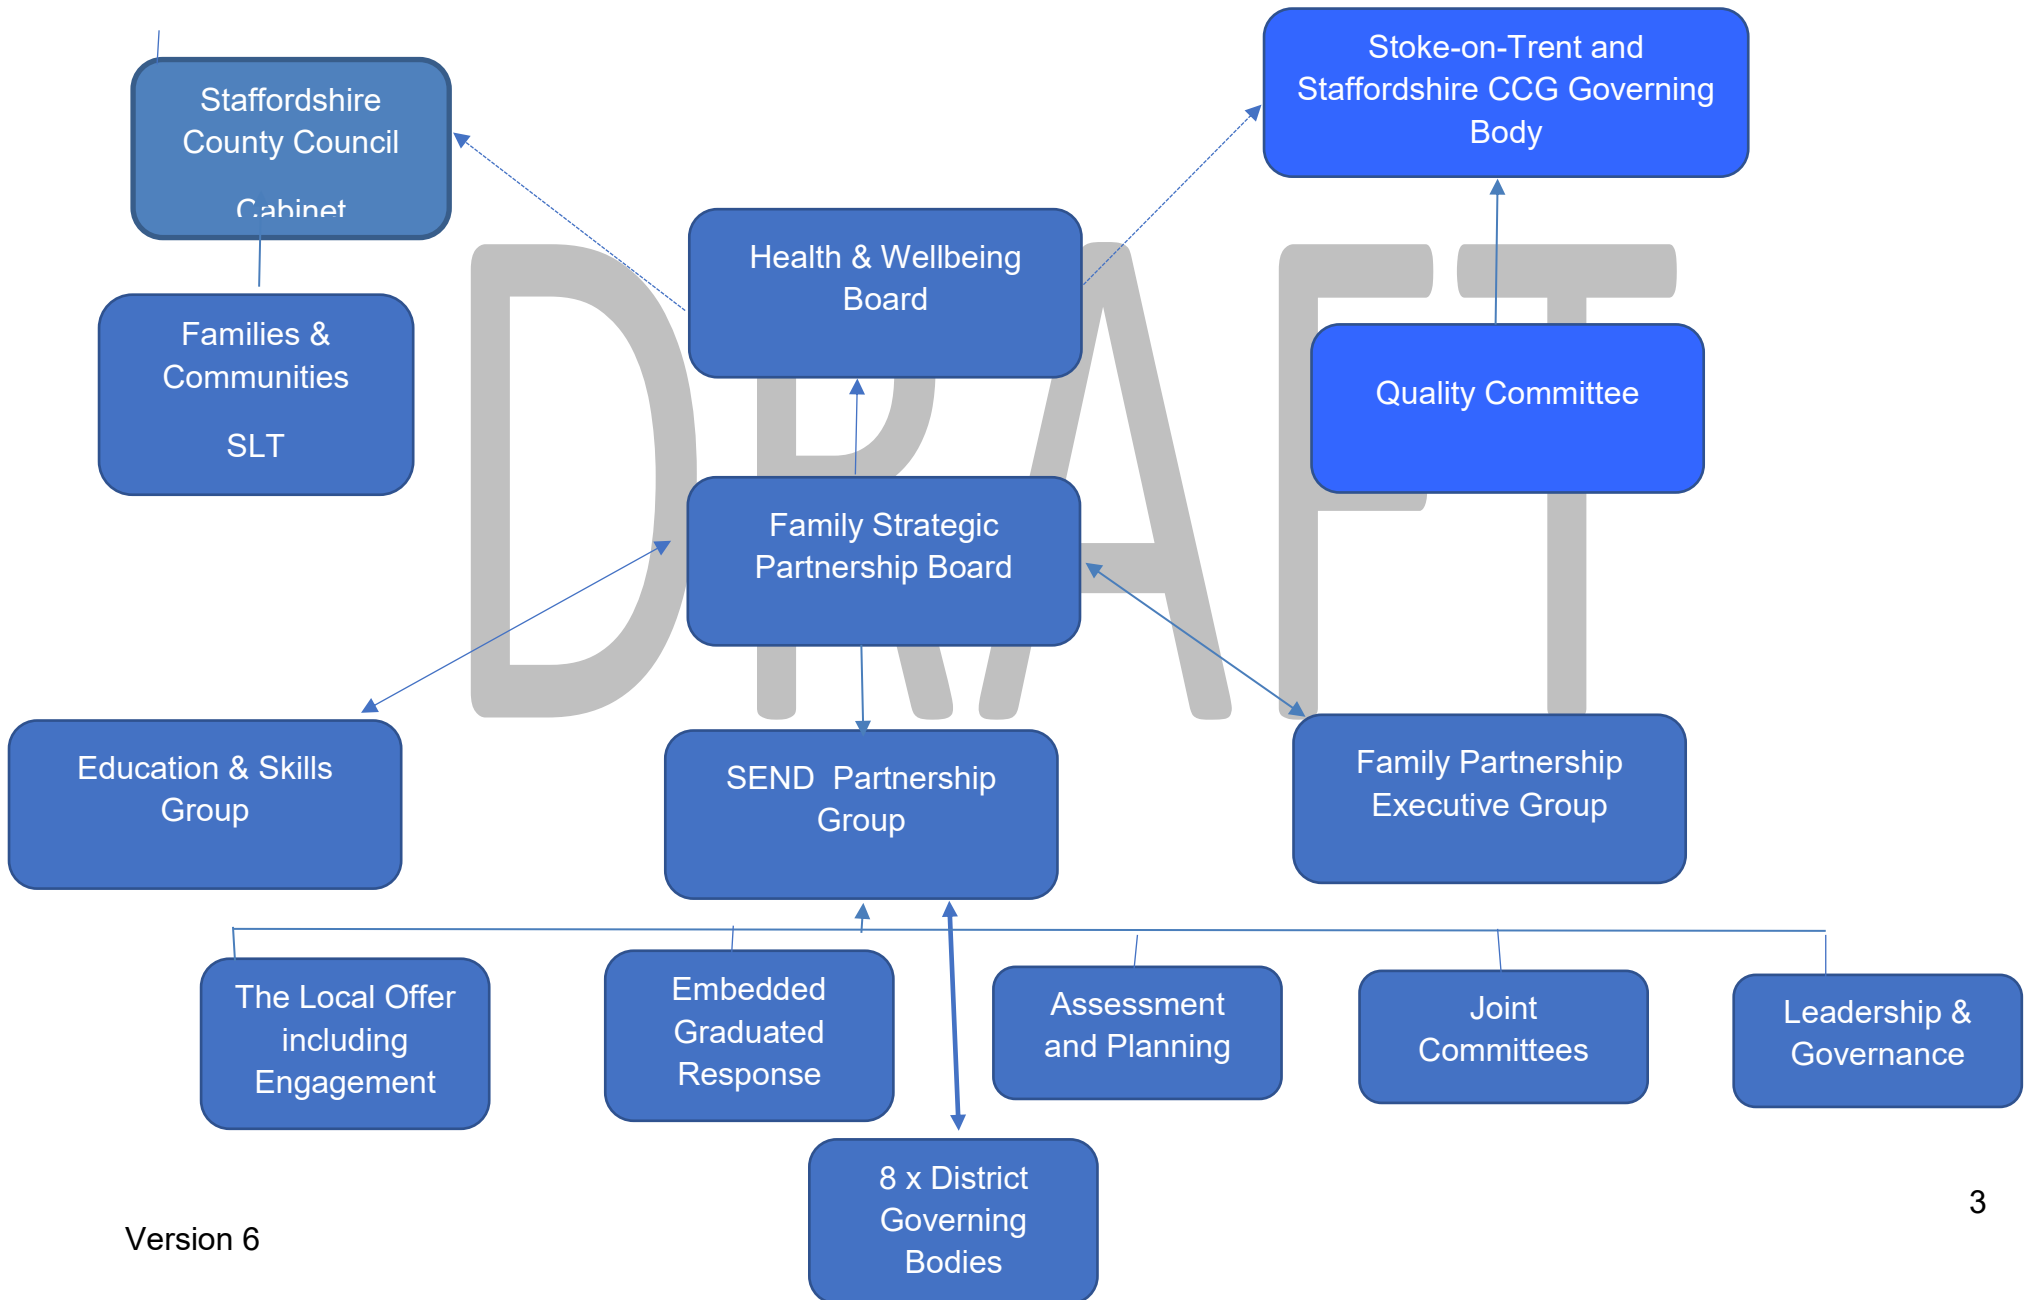 Staffordshire
County Council
Cabinet
Stoke-on-Trent and
Staffordshire CCG Governing
Body
Health & Wellbeing
Board
Families &
Communities
SLT
Quality Committee
Family Strategic
Partnership Board
DRAFT
Education & Skills
Group
SEND  Partnership
Group
Family Partnership
Executive Group
The Local Offer
including
Engagement
Embedded
Graduated
Response
Assessment
and Planning
Joint
Committees
Leadership &
Governance
8 x District
Governing
Bodies
3
Version 6